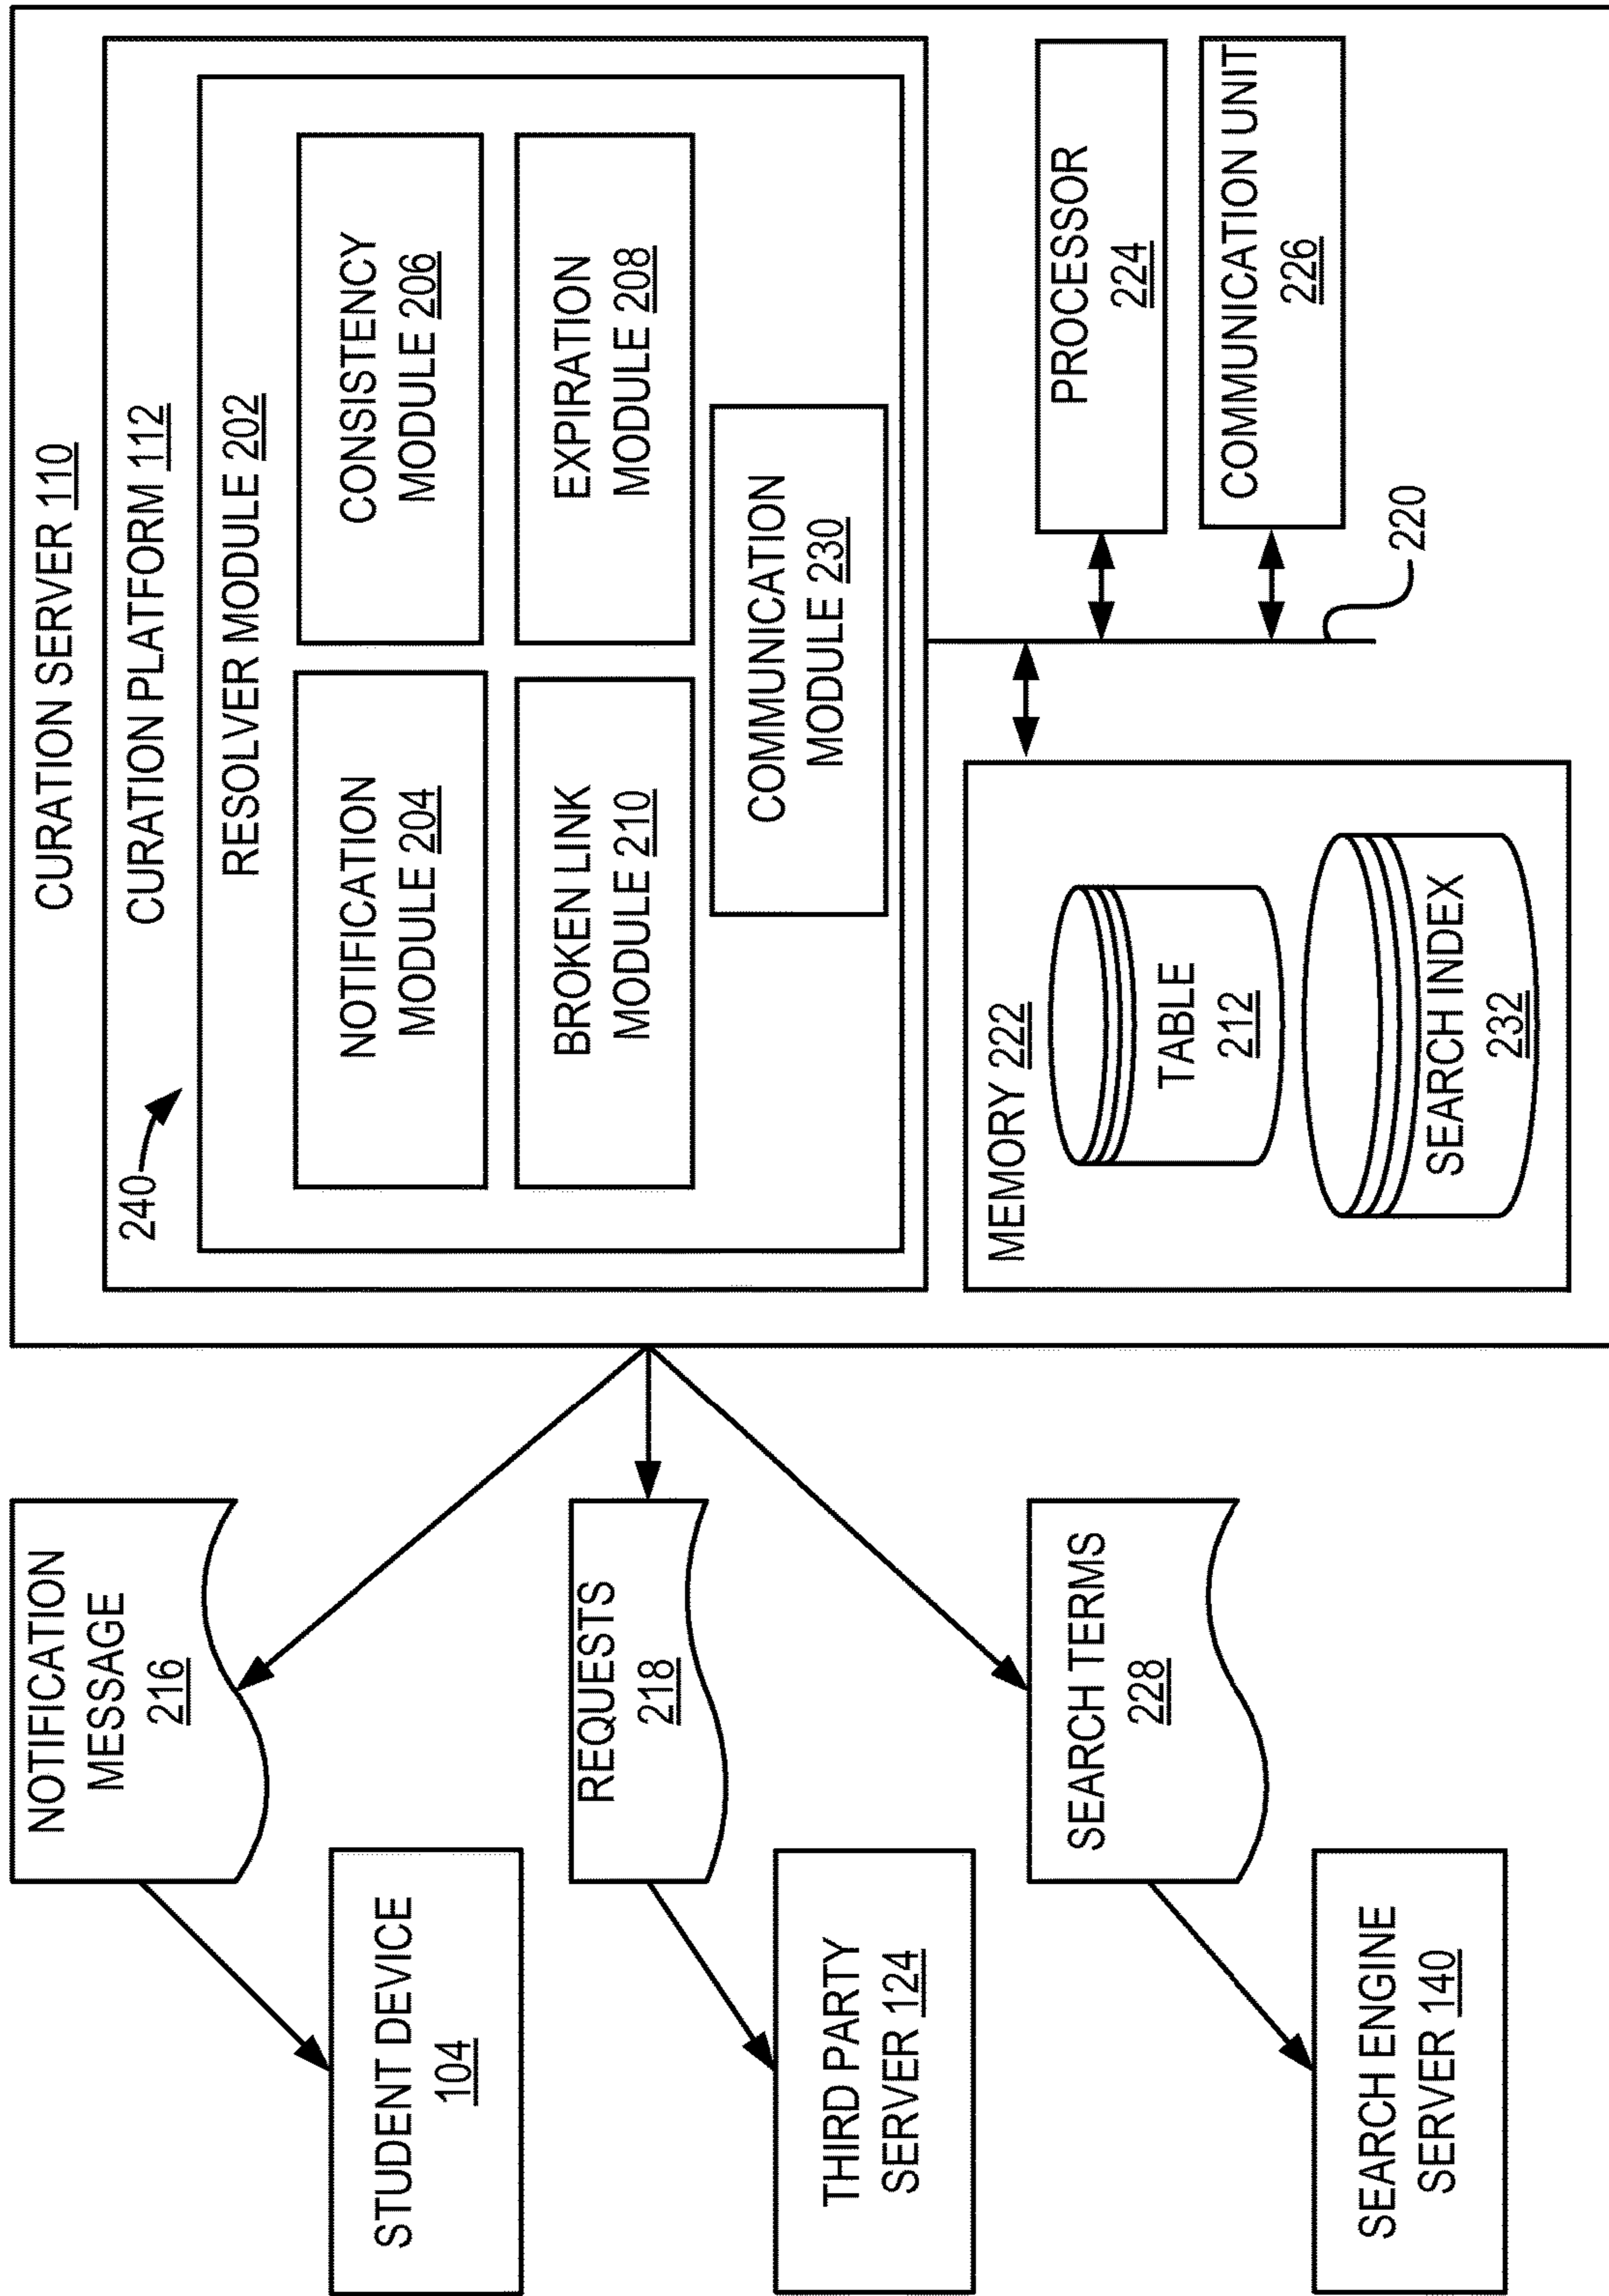 NOTIFICATION
MESSAGE
216
STUDENT DEVICE
104
REQUESTS
218
THIRD PARTY
SERVER 124
SEARCH TERMS
228
SEARCH ENGINE
SERVER 140
CURATION SERVER 110
CURATION PLATFORM 112
240
RESOLVER MODULE 202
NOTIFICATION
MODULE 204
CONSISTENCY
MODULE 206
BROKEN LINK
MODULE 210
EXPIRATION
MODULE 208
COMMUNICATION
MODULE 230
MEMORY 222
TABLE
212
SEARCH INDEX
232
PROCESSOR
224
COMMUNICATION UNIT
226
220